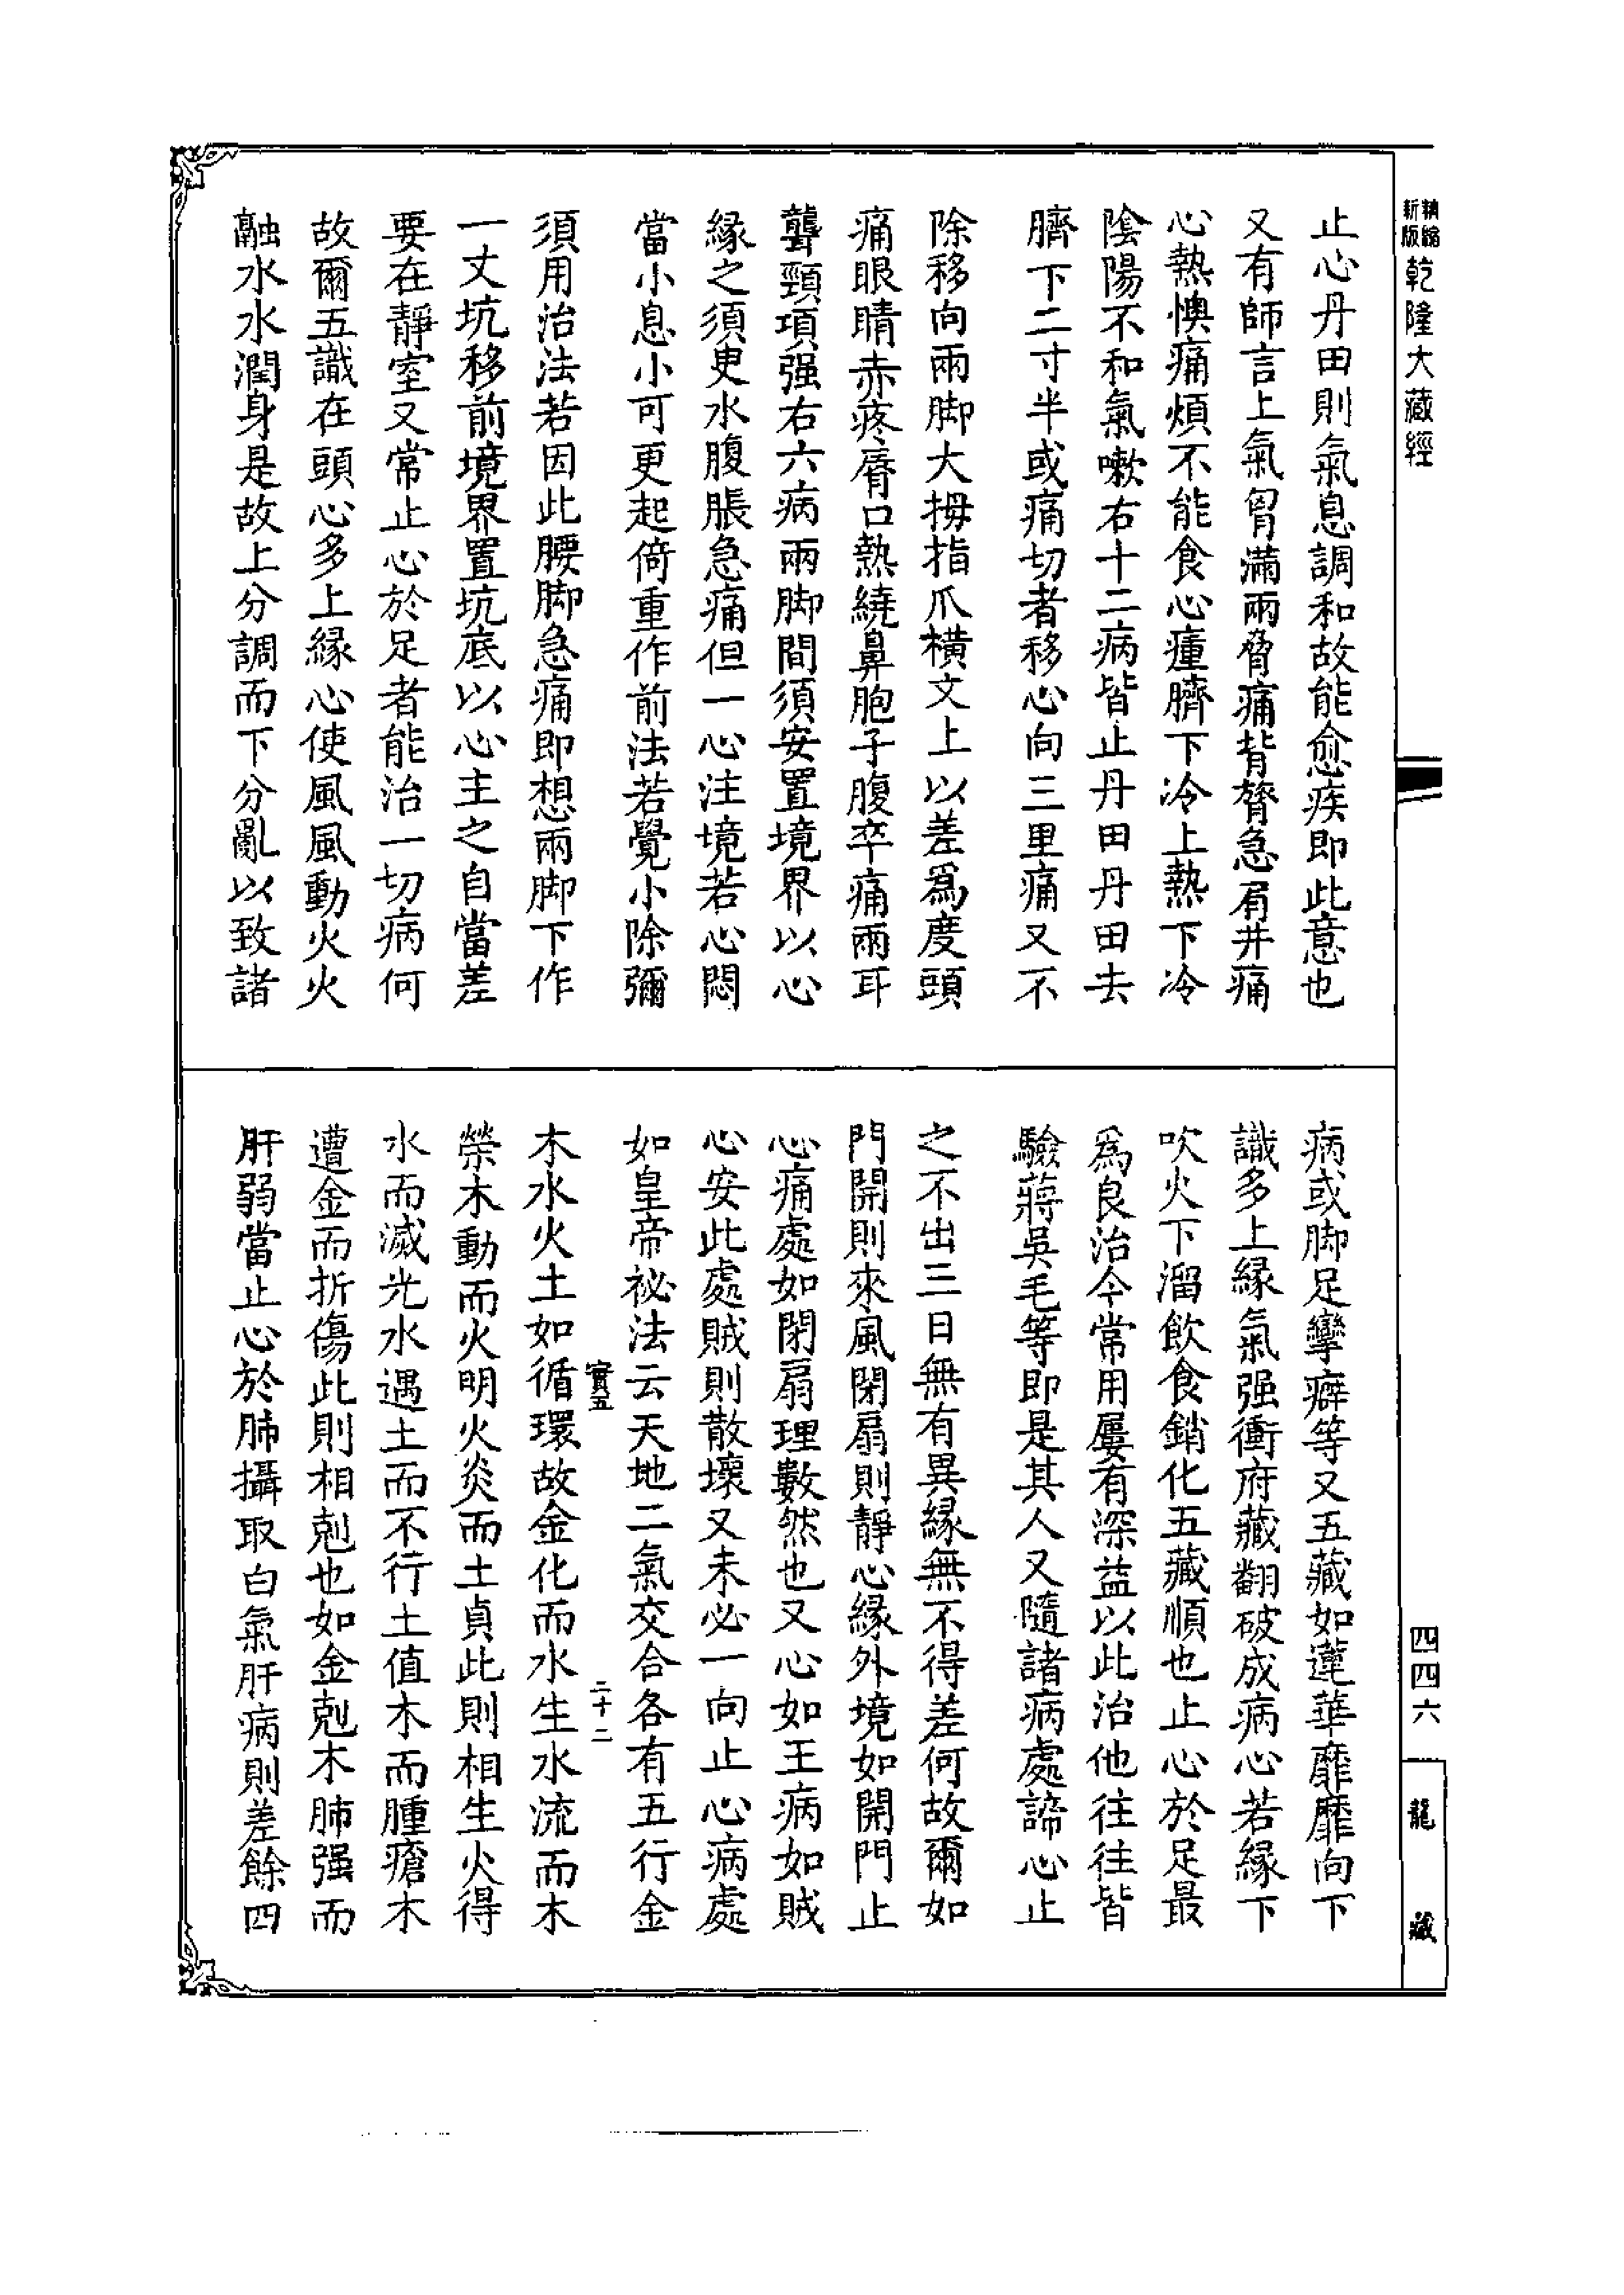 精縮
新版
乾隆大藏經
止心丹田則氣息調和故能愈疾即此意也
又有師言上氣胷滿兩脅痛背膂急肩井痛
心熱懊痛煩不能食心瘇臍下冷上熱下冷
陰陽不和氣嗽右十二病皆止丹田丹田去
臍下二寸半或痛切者移心向三里痛又不
除移向兩脚大拇指爪橫文上以差爲度頭
痛眼睛赤疼脣口熱繞鼻胞子腹卒痛兩耳
聾頸項强右六病兩脚間須安置境界以心
緣之須臾水腹脹急痛但一心注境若心悶
當小息小可更起倚重作前法若覺小除彌
須用治法若因此腰脚急痛即想兩脚下作
一丈坑移前境界置坑底以心主之自當差
要在靜室又常止心於足者能治一切病何
故爾五識在頭心多上緣心使風風動火火
融水水潤身是故上分調而下分亂以致諸
病或脚足攣癖等又五藏如蓮華靡靡向下
識多上緣氣强衝府藏翻破成病心若緣下
吹火下溜飲食銷化五藏順也止心於足最
爲良治今常用屢有深益以此治他往往皆
驗蔣吳毛等即是其人又隨諸病處諦心止
之不出三日無有異緣無不得差何故爾如
門開則來風閉扇則靜心緣外境如開門止
心痛處如閉扇理數然也又心如王病如賊
心安此處賊則散壞又未必一向止心病處
如皇帝祕法云天地二氣交合各有五行金
實五
二十二
木水火土如循環故金化而水生水流而木
榮木動而火明火炎而土貞此則相生火得
水而滅光水遇土而不行土值木而腫瘡木
遭金而折傷此則相剋也如金剋木肺强而
肝弱當止心於肺攝取白氣肝病則差餘四
四四六
龍藏